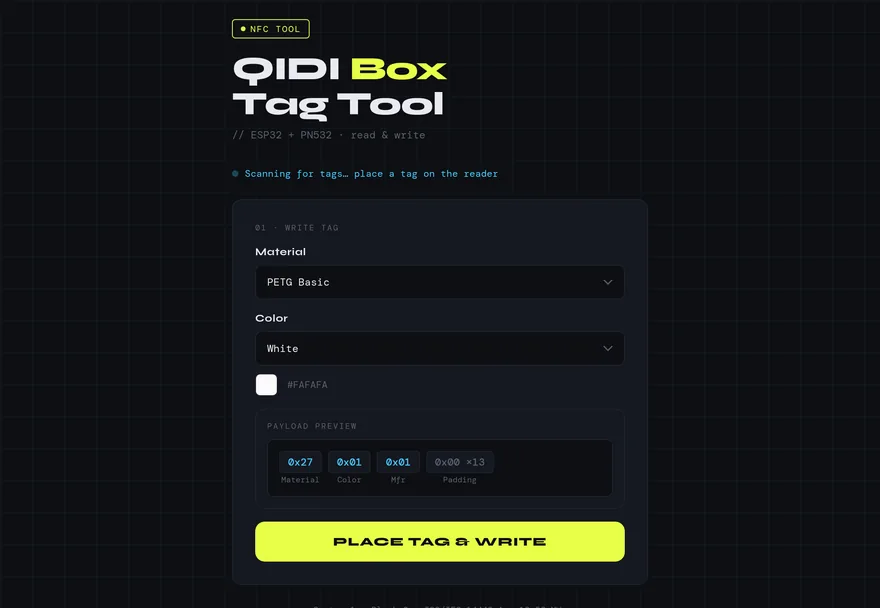 NFC TOOL
QIDI Box
Tag Tool
// ESP32 + PN532 · read & write
Scanning for tags… place a tag on the reader
01 · WRITE TAG
Material
PETG Basic
Color
White
#FAFAFA
PAYLOAD PREVIEW
0x27 0x01 0x01 0x00 ×13
Material Color Mfr Padding
PLACE TAG & WRITE